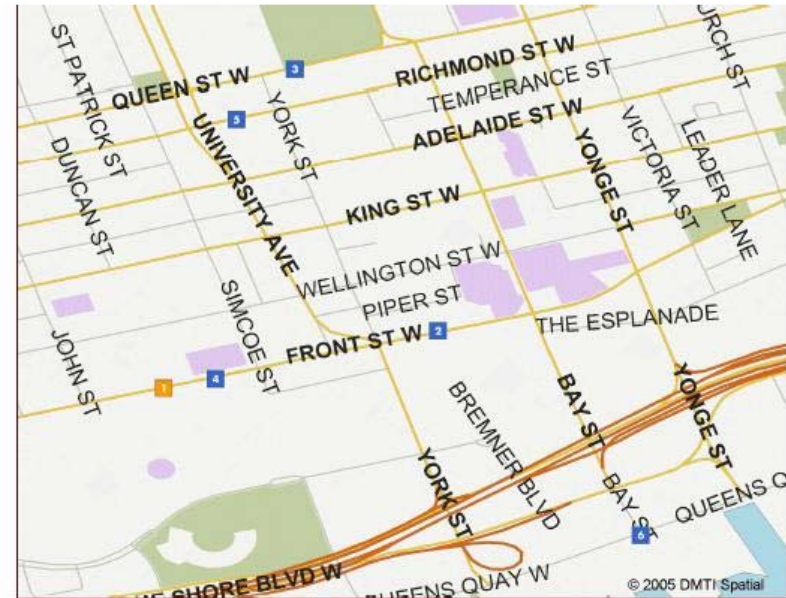 ST PATRICK ST
QUEEN ST W
3
RICHMOND ST W
TEMPERANCE ST
URCH ST
5
YORK ST
ADELAIDE ST W
DUNCAN ST
UNIVERSITY AVE
KING ST W
YONGE ST
VICTORIA ST
LEADER LANE
WELLINGTON ST W
PIPER ST
SIMCOE ST
JOHN ST
FRONT ST W
2
THE ESPLANADE
1
4
BREMNER BLVD
BAY ST
YONGE ST
YORK ST
BAY ST
6
QUEENS Q
SHORE BLVD W
UEENS QUAY W
© 2005 DMTI Spatial